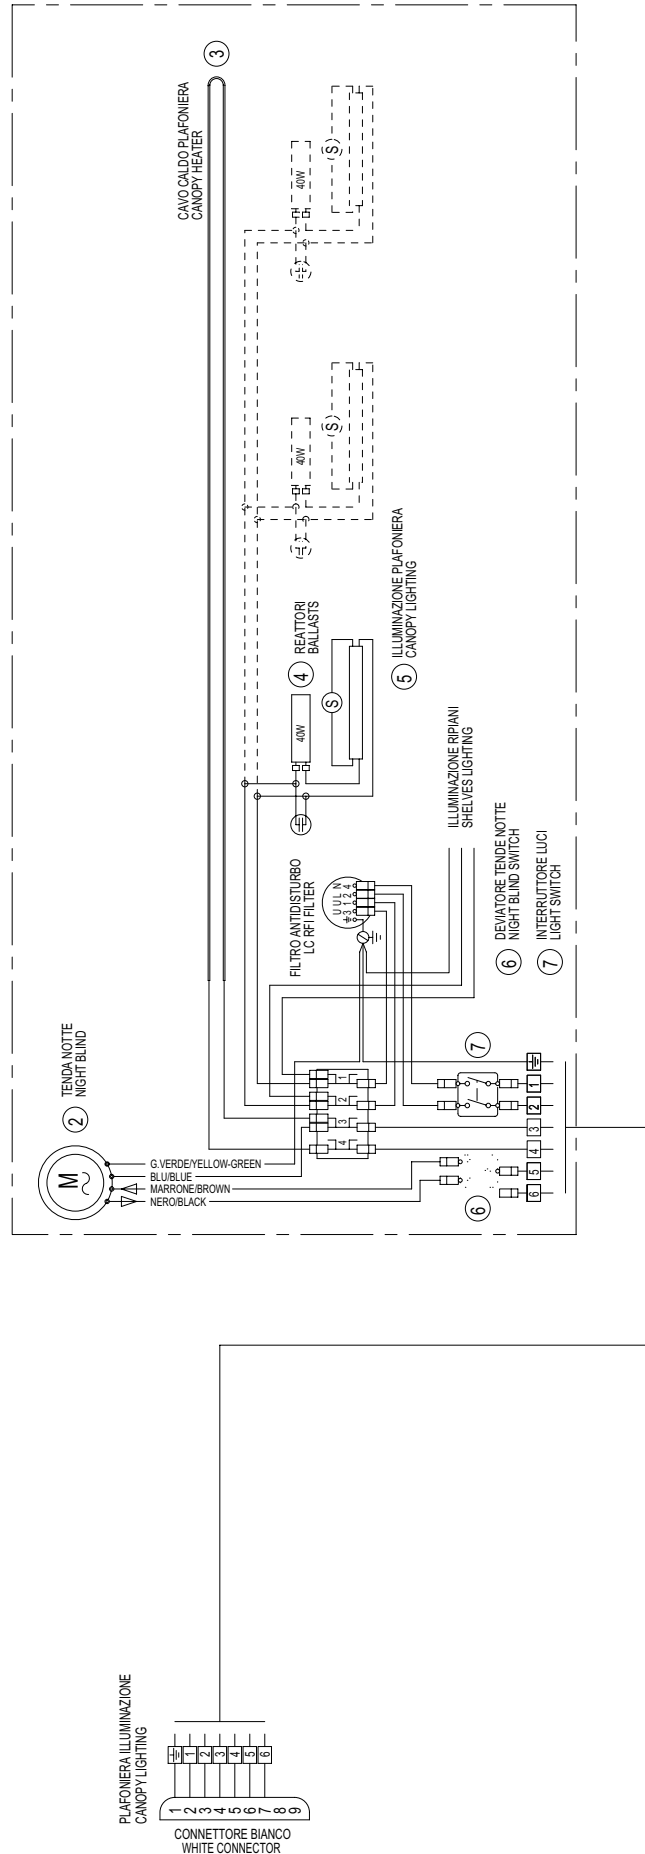 3
CAVO CALDO PLAFONIERA
CANOPY HEATER
40W
S
40W
S
4
REATTORI
BALLASTS
5
ILLUMINAZIONE PLAFONIERA
CANOPY LIGHTING
40W
S
ILLUMINAZIONE RIPIANI
SHELVES LIGHTING
FILTRO ANTIDISTURBO
LC RFI FILTER
U U L N
3 1 2 4
6
DEVIATORE TENDE NOTTE
NIGHT BLIND SWITCH
7
INTERRUTTORE LUCI
LIGHT SWITCH
2
TENDA NOTTE
NIGHT BLIND
M
G.VERDE/YELLOW-GREEN
BLU/BLUE
MARRONE/BROWN
NERO/BLACK
4 3 2 1
7
6
6 5 4 3 2 1
PLAFONIERA ILLUMINAZIONE
CANOPY LIGHTING
1 2 3 4 5 6
1 2 3 4 5 6 7 8 9
CONNETTORE BIANCO
WHITE CONNECTOR